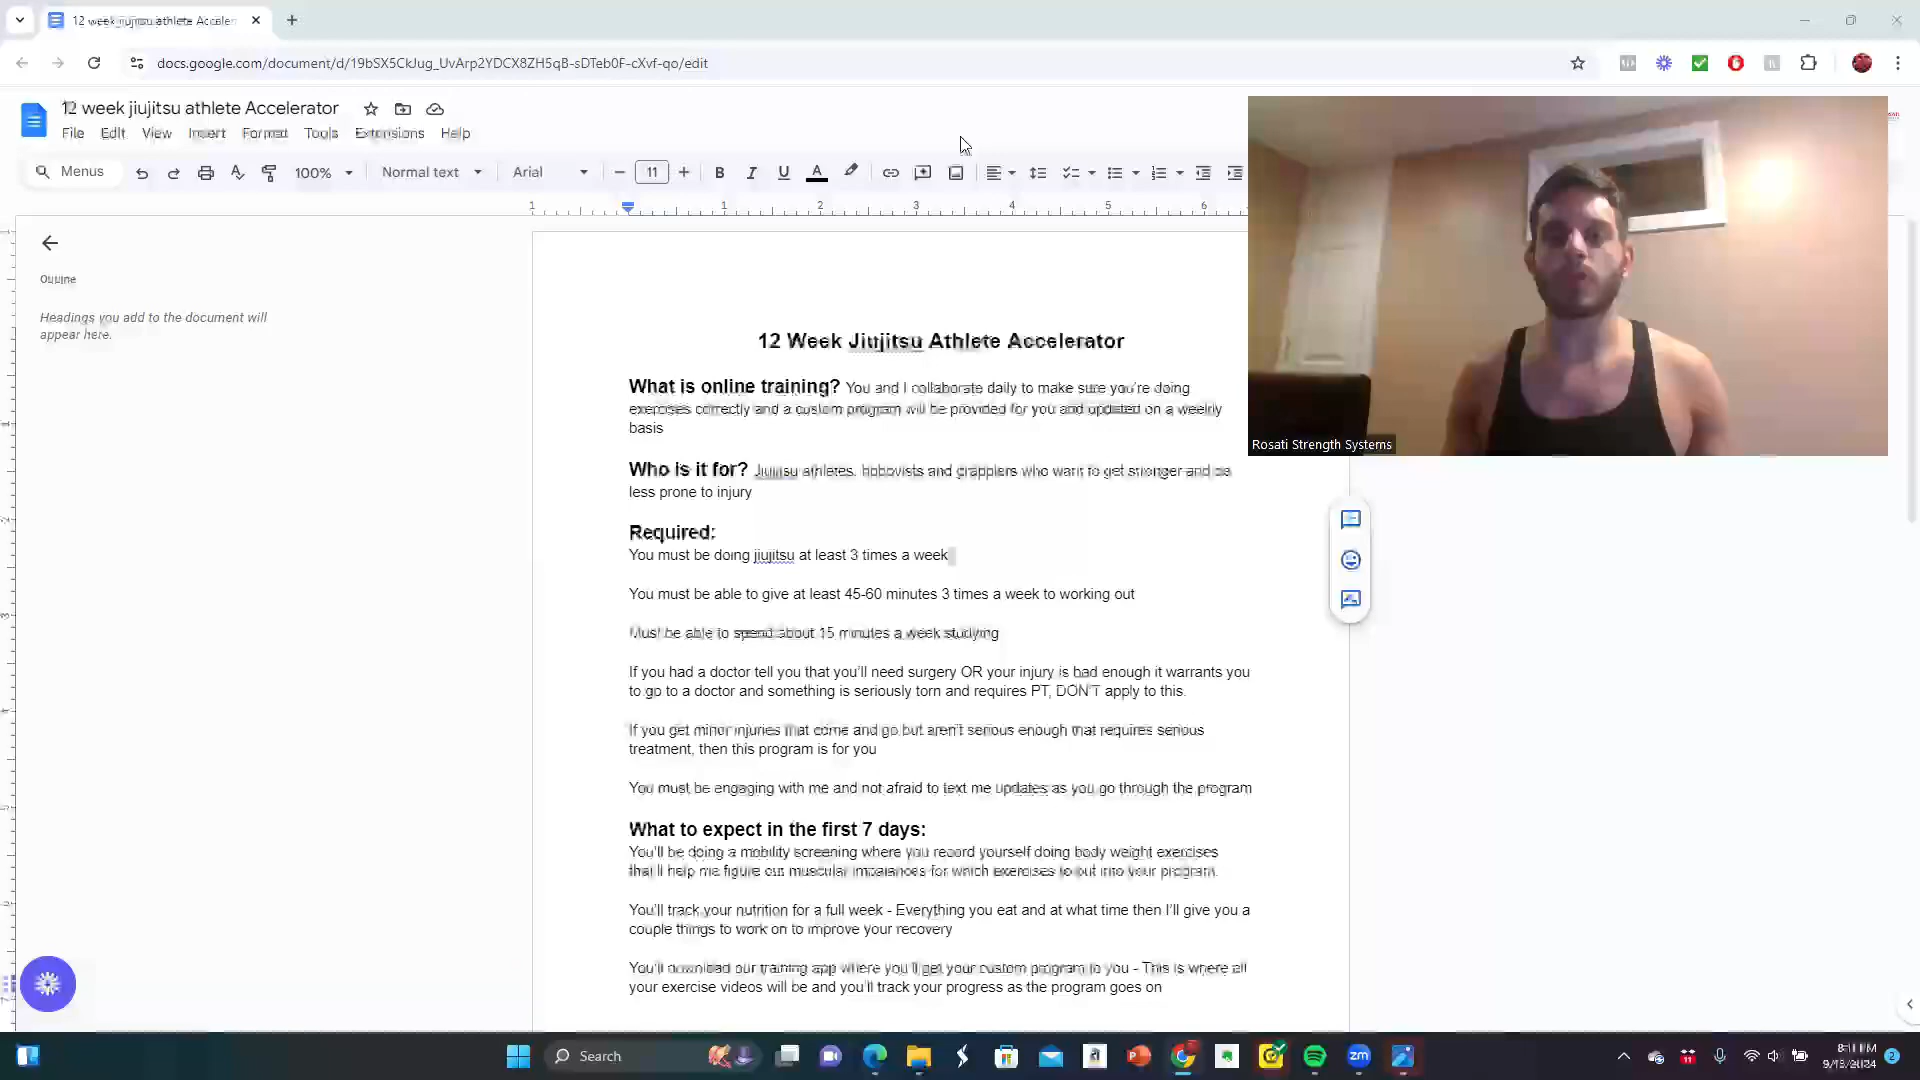 12 week jiujitsu athlete Acceler
docs.google.com/document/d/19bSX5CkJug_UvArp2YDCX8ZH5qB-sDTeb0F-cXvf-qo/edit
12 week jiujitsu athlete Accelerator
File Edit View Insert Format Tools Extensions Help
Menus 100% Normal text Arial 11
1 1 2 3 4 5 6
Outline
Headings you add to the document will
appear here.
12 Week Jiujitsu Athlete Accelerator
What is online training? You and I collaborate daily to make sure you're doing
exercises correctly and a custom program will be provided for you and updated on a weekly
basis
Who is it for? Jiujitsu athletes, hobbyists and grapplers who want to get stronger and be
less prone to injury
Required:
You must be doing jiujitsu at least 3 times a week
You must be able to give at least 45-60 minutes 3 times a week to working out
Must be able to spend about 15 minutes a week studying
If you had a doctor tell you that you'll need surgery OR your injury is bad enough it warrants you
to go to a doctor and something is seriously torn and requires PT, DON'T apply to this.
If you get minor injuries that come and go but aren't serious enough that requires serious
treatment, then this program is for you
You must be engaging with me and not afraid to text me updates as you go through the program
What to expect in the first 7 days:
You'll be doing a mobility screening where you record yourself doing body weight exercises
that'll help me figure out muscular imbalances for which exercises to put into your program.
You'll track your nutrition for a full week - Everything you eat and at what time then I'll give you a
couple things to work on to improve your recovery
You'll download our training app where you'll get your custom program to you - This is where all
your exercise videos will be and you'll track your progress as the program goes on
Rosati Strength Systems
Search
zm
8:11 PM
2